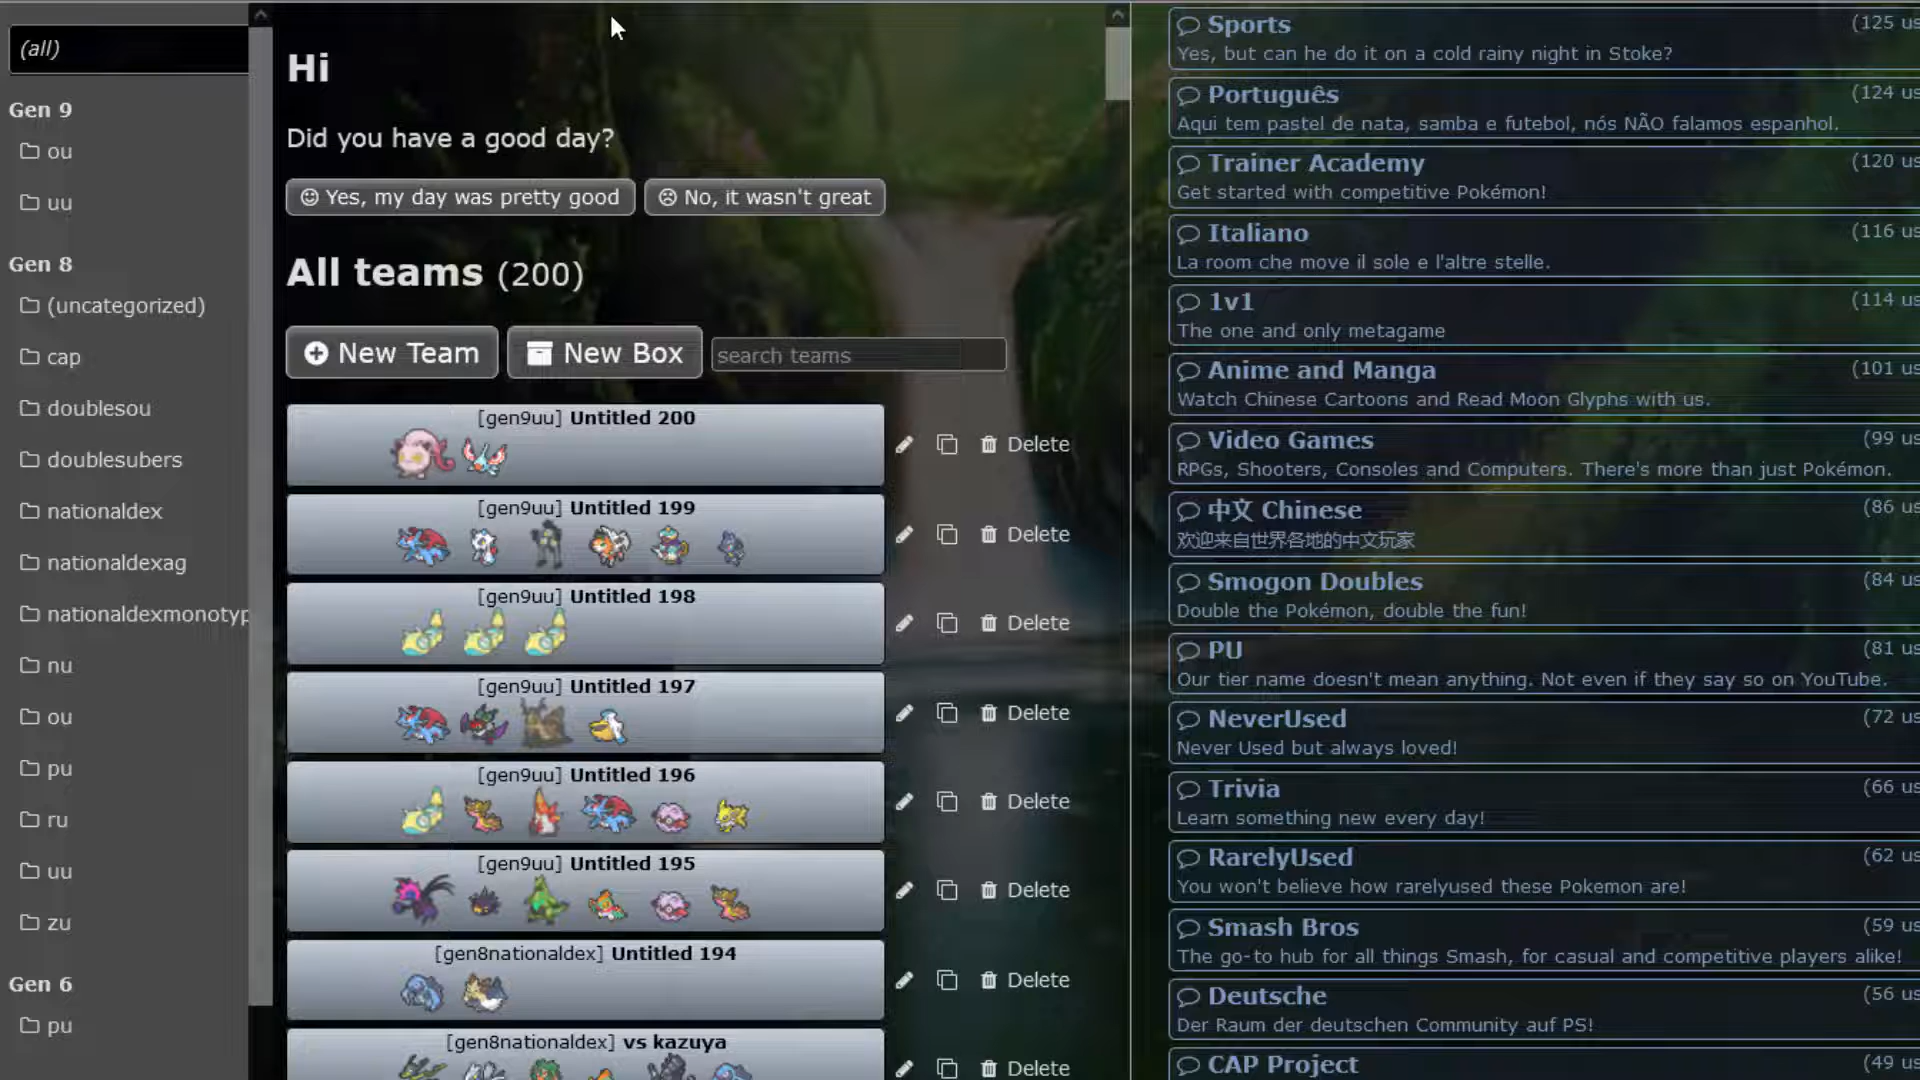 (all)
Gen 9
ou
uu
Gen 8
(uncategorized)
cap
doublesou
doublesubers
nationaldex
nationaldexag
nationaldexmonotyp
nu
ou
pu
ru
uu
zu
Gen 6
pu
Hi
Did you have a good day?
Yes, my day was pretty good
No, it wasn't great
All teams (200)
New Team
New Box
search teams
[gen9uu] Untitled 200
Delete
[gen9uu] Untitled 199
Delete
[gen9uu] Untitled 198
Delete
[gen9uu] Untitled 197
Delete
[gen9uu] Untitled 196
Delete
[gen9uu] Untitled 195
Delete
[gen8nationaldex] Untitled 194
Delete
[gen8nationaldex] vs kazuya
Delete
Sports (125 us
Yes, but can he do it on a cold rainy night in Stoke?
Português (124 us
Aqui tem pastel de nata, samba e futebol, nós NÃO falamos espanhol.
Trainer Academy (120 us
Get started with competitive Pokémon!
Italiano (116 us
La room che move il sole e l'altre stelle.
1v1 (114 us
The one and only metagame
Anime and Manga (101 us
Watch Chinese Cartoons and Read Moon Glyphs with us.
Video Games (99 us
RPGs, Shooters, Consoles and Computers. There's more than just Pokémon.
中文 Chinese (86 us
欢迎来自世界各地的中文玩家
Smogon Doubles (84 us
Double the Pokémon, double the fun!
PU (81 us
Our tier name doesn't mean anything. Not even if they say so on YouTube.
NeverUsed (72 us
Never Used but always loved!
Trivia (66 us
Learn something new every day!
RarelyUsed (62 us
You won't believe how rarelyused these Pokemon are!
Smash Bros (59 us
The go-to hub for all things Smash, for casual and competitive players alike!
Deutsche (56 us
Der Raum der deutschen Community auf PS!
CAP Project (49 us